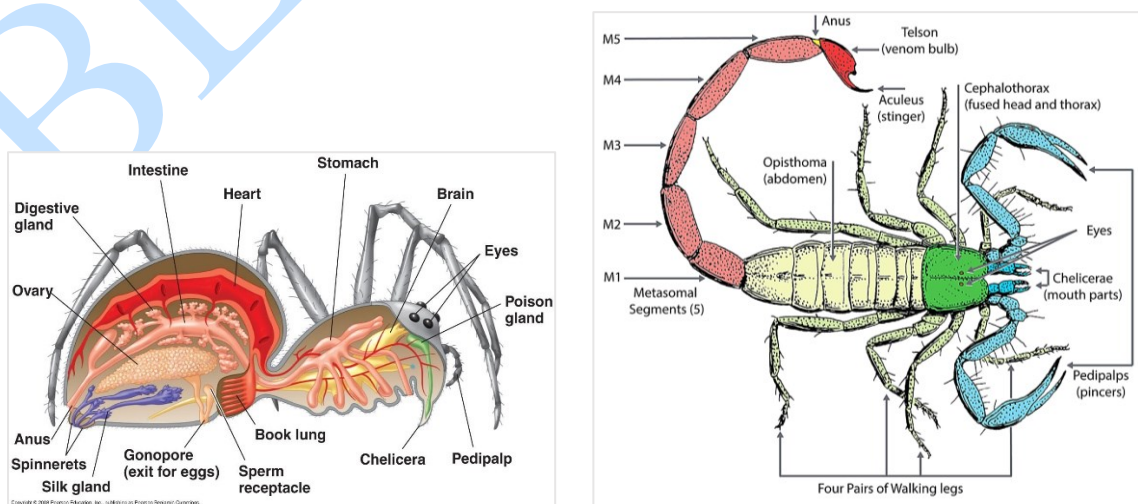 Intestine
Stomach
Heart
Brain
Digestive
gland
Eyes
Ovary
Poison
gland
Anus
Spinnerets
Silk gland
Gonopore
(exit for eggs)
Sperm
receptacle
Book lung
Chelicera
Pedipalp
Anus
M5
Telson
(venom bulb)
M4
Aculeus
(stinger)
Cephalothorax
(fused head and thorax)
M3
Opisthoma
(abdomen)
M2
Eyes
M1
Metasomal
Segments (5)
Chelicerae
(mouth parts)
Pedipalps
(pincers)
Four Pairs of Walking legs